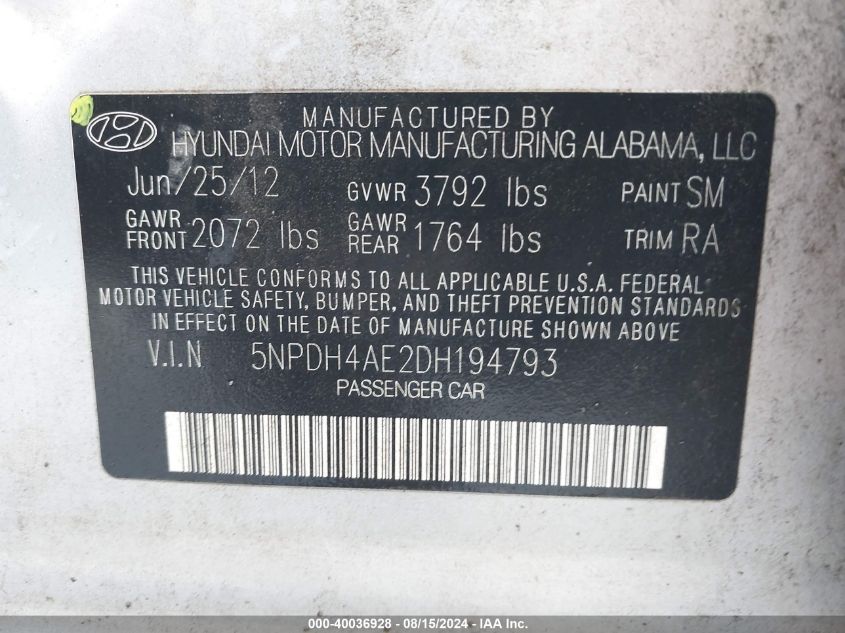 MANUFACTURED BY
HYUNDAI MOTOR MANUFACTURING ALABAMA, LLC
Jun/25/12 GVWR 3792 lbs PAINT SM
GAWR FRONT 2072 lbs GAWR REAR 1764 lbs TRIM RA
THIS VEHICLE CONFORMS TO ALL APPLICABLE U.S.A. FEDERAL
MOTOR VEHICLE SAFETY, BUMPER, AND THEFT PREVENTION STANDARDS
IN EFFECT ON THE DATE OF MANUFACTURE SHOWN ABOVE
V.I.N 5NPDH4AE2DH194793
PASSENGER CAR
000-40036928 - 08/15/2024 - IAA Inc.